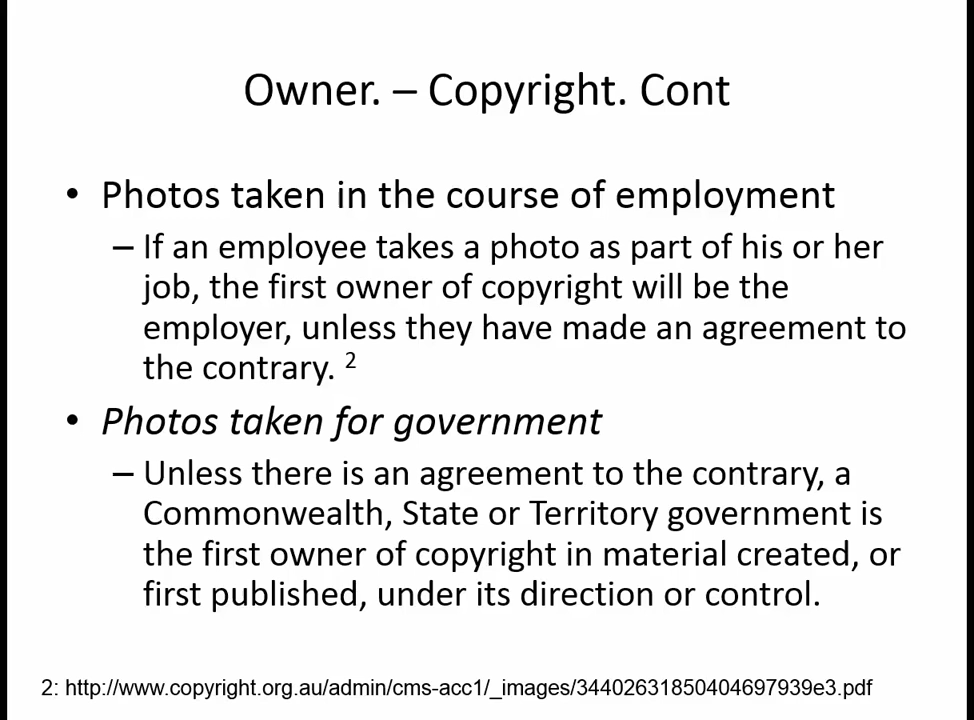 Owner. – Copyright. Cont
• Photos taken in the course of employment
– If an employee takes a photo as part of his or her
job, the first owner of copyright will be the
employer, unless they have made an agreement to
the contrary. 2
• Photos taken for government
– Unless there is an agreement to the contrary, a
Commonwealth, State or Territory government is
the first owner of copyright in material created, or
first published, under its direction or control.
2: http://www.copyright.org.au/admin/cms-acc1/_images/34402631850404697939e3.pdf